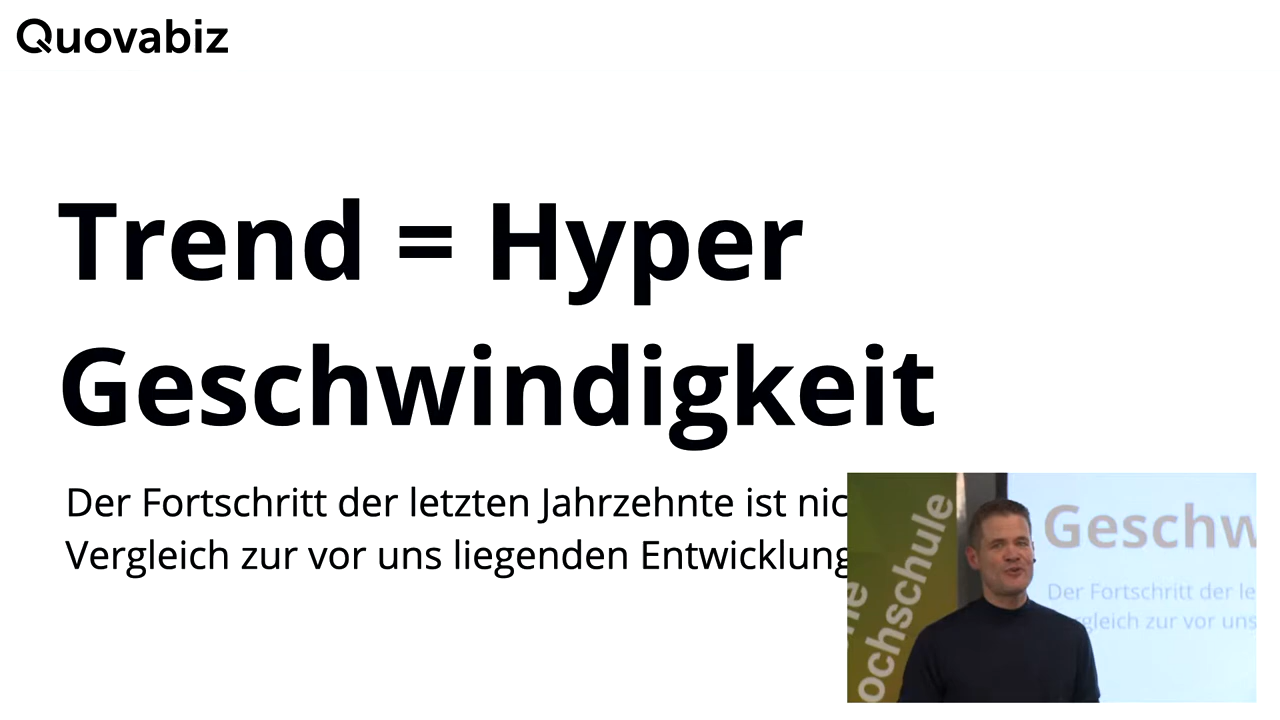 Quovabiz
Trend = Hyper
Geschwindigkeit
Der Fortschritt der letzten Jahrzehnte ist nic
Vergleich zur vor uns liegenden Entwicklung
ochschule
Geschw
Der Fortschritt der le
gleich zur vor uns